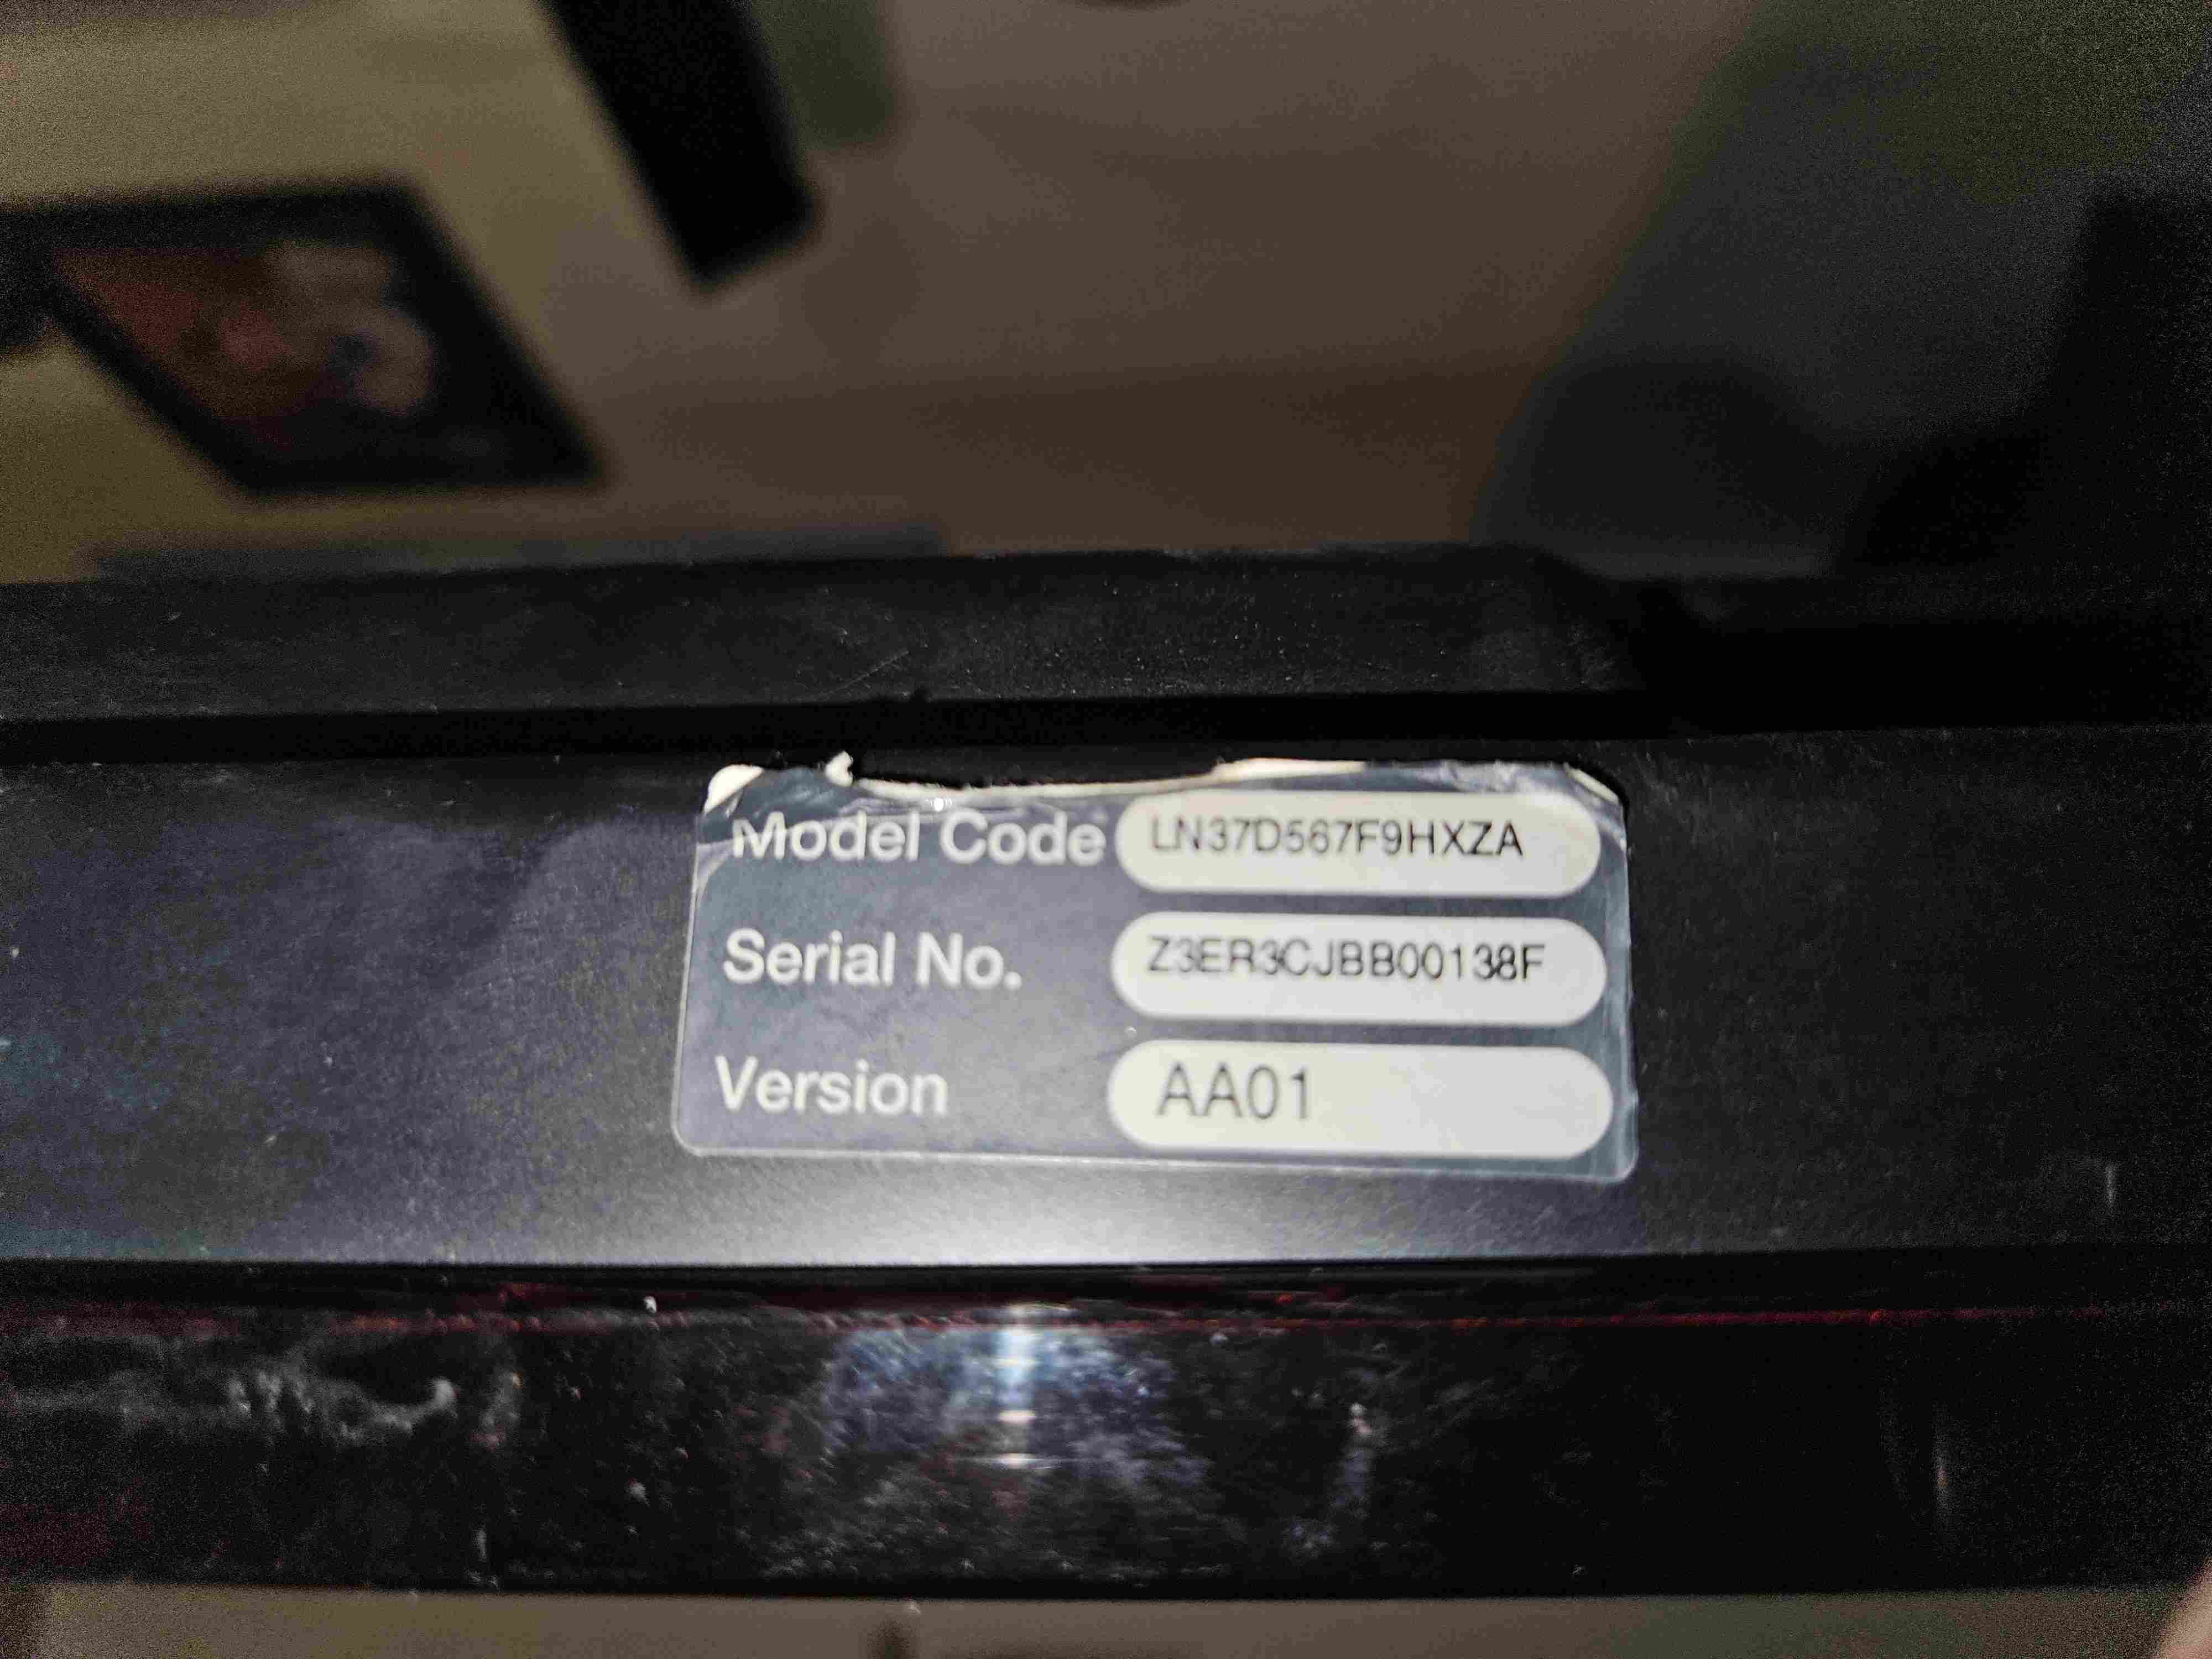 Model Code LN37D567F9HXZA
Serial No. Z3ER3CJBB00138F
Version AA01